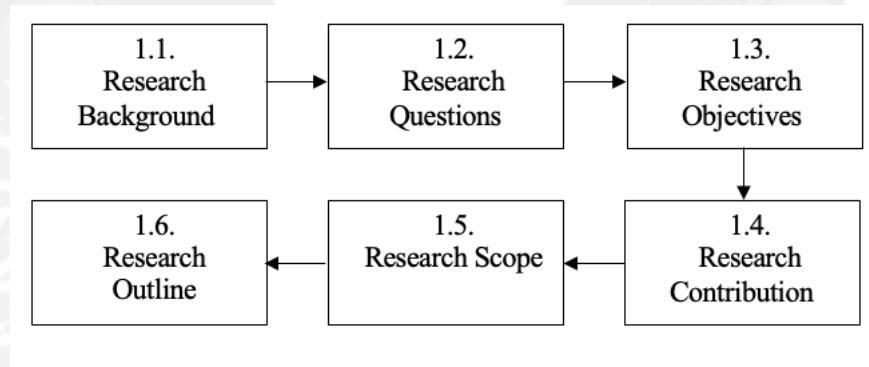 1.1.
Research
Background
1.2.
Research
Questions
1.3.
Research
Objectives
1.4.
Research
Contribution
1.5.
Research Scope
1.6.
Research
Outline